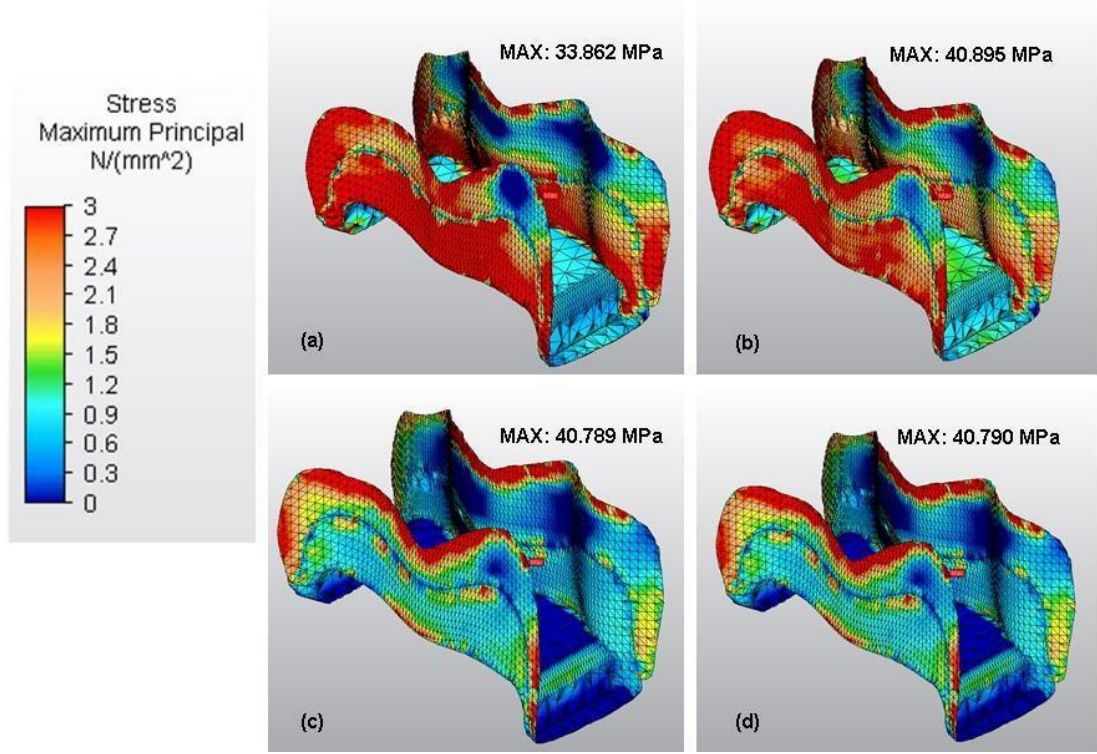 Stress
Maximum Principal
N/(mm^2)
3
2.7
2.4
2.1
1.8
1.5
1.2
0.9
0.6
0.3
0
MAX: 33.862 MPa
(a)
MAX: 40.895 MPa
(b)
MAX: 40.789 MPa
(c)
MAX: 40.790 MPa
(d)